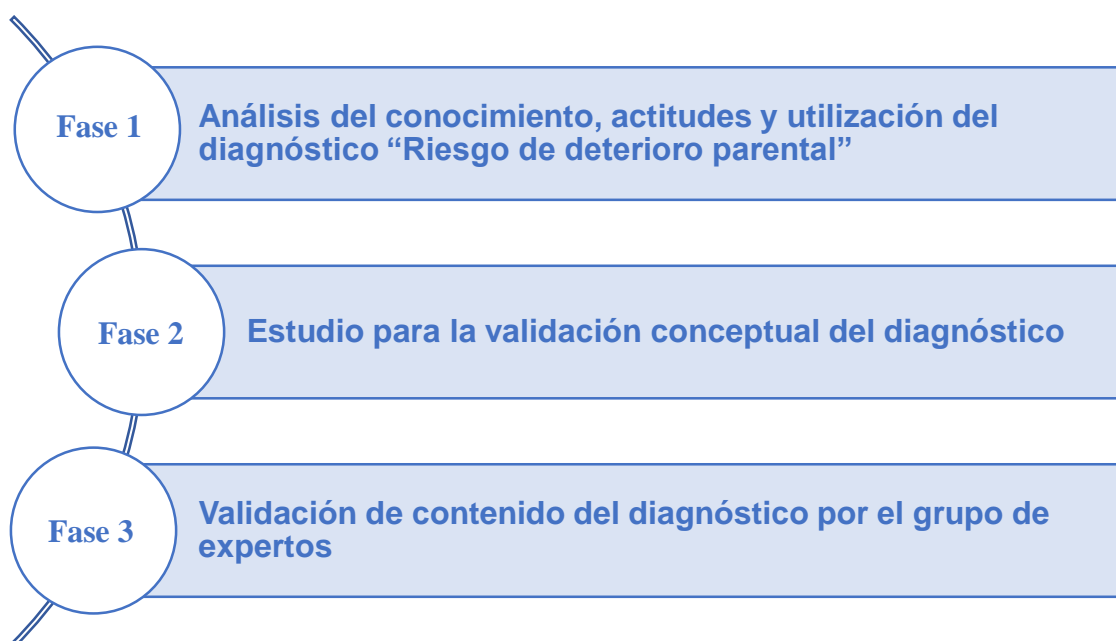 Fase 1
Análisis del conocimiento, actitudes y utilización del
diagnóstico “Riesgo de deterioro parental”
Fase 2
Estudio para la validación conceptual del diagnóstico
Fase 3
Validación de contenido del diagnóstico por el grupo de
expertos